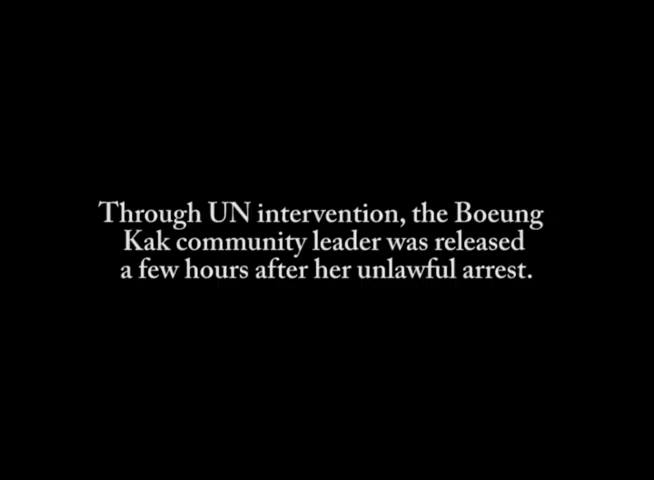 Through UN intervention, the Boeung
Kak community leader was released
a few hours after her unlawful arrest.